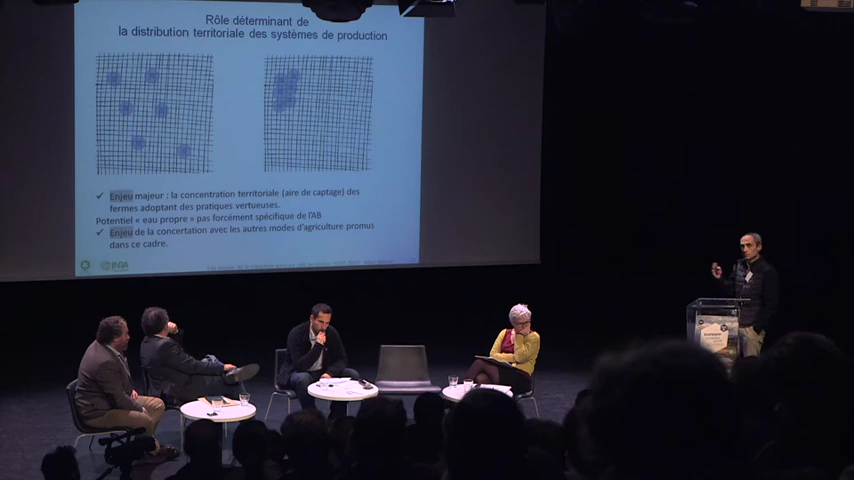 Rôle déterminant de
la distribution territoriale des systèmes de production
✓ Enjeu majeur : la concentration territoriale (aire de captage) des
fermes adoptant des pratiques vertueuses.
Potentiel « eau propre » pas forcément spécifique de l'AB
✓ Enjeu de la concertation avec les autres modes d'agriculture promus
dans ce cadre.
INRA